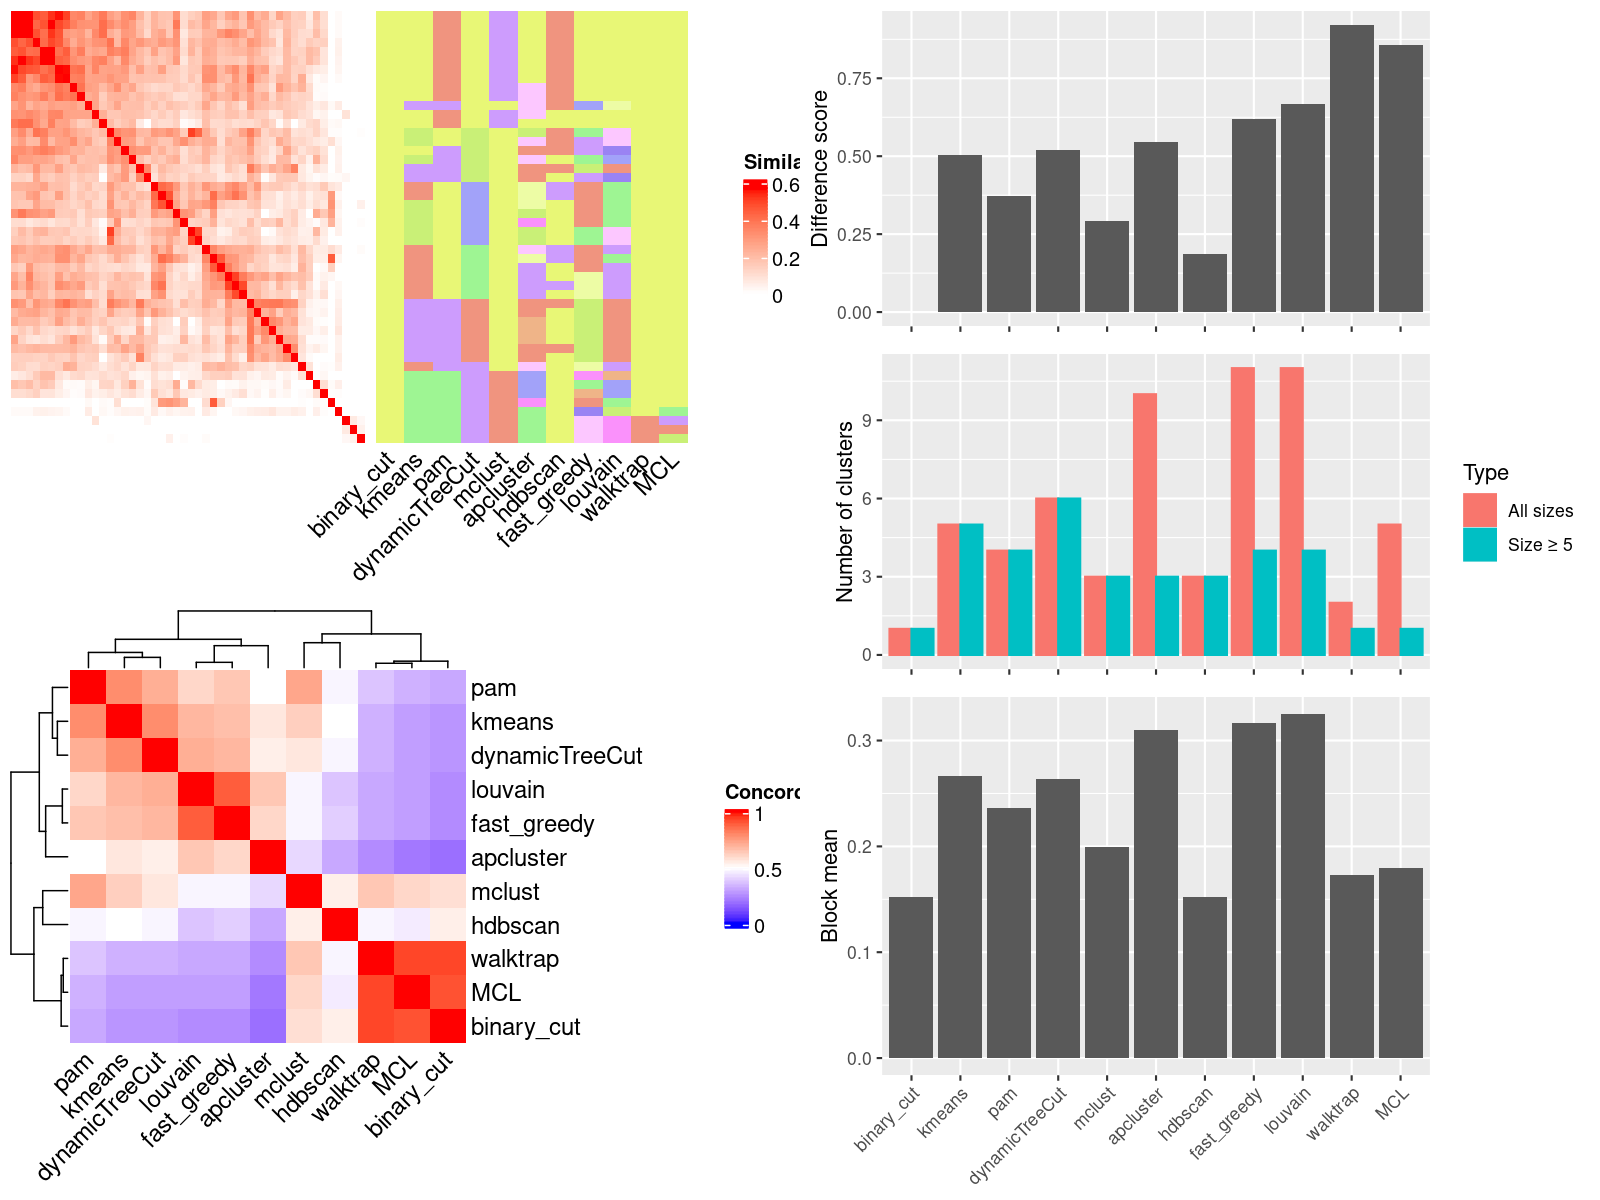 Simila
0.6
0.4
0.2
0
binary_cut
kmeans
pam
dynamicTreeCut
mclust
apcluster
hdbscan
fast_greedy
louvain
walktrap
MCL
Difference score
0.75
0.50
0.25
0.00
Number of clusters
9
6
3
0
Type
All sizes
Size ≥ 5
Block mean
0.3
0.2
0.1
0.0
binary_cut
kmeans
pam
dynamicTreeCut
mclust
apcluster
hdbscan
fast_greedy
louvain
walktrap
MCL
pam
kmeans
dynamicTreeCut
louvain
fast_greedy
apcluster
mclust
hdbscan
walktrap
MCL
binary_cut
Concord
1
0.5
0
pam
kmeans
dynamicTreeCut
louvain
fast_greedy
apcluster
mclust
hdbscan
walktrap
MCL
binary_cut